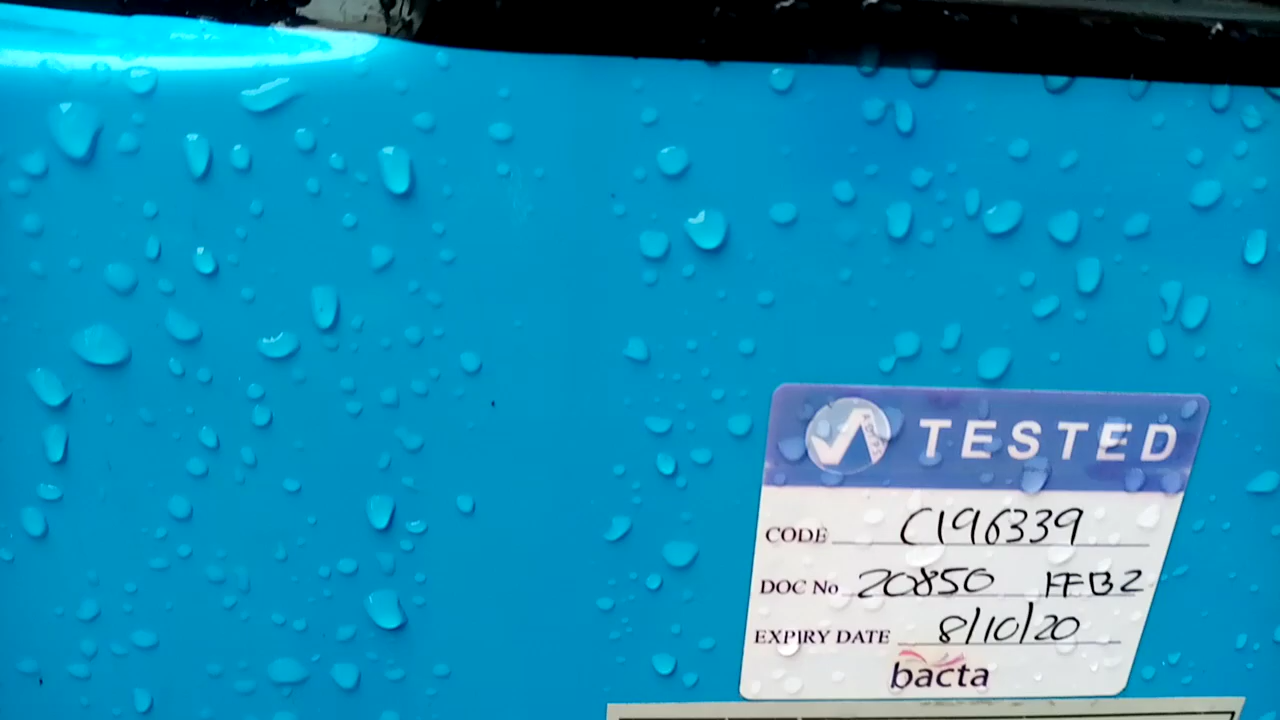 TESTED
CODE C196339
DOC No 20850 FFB2
EXPIRY DATE 8/10/20
bacta